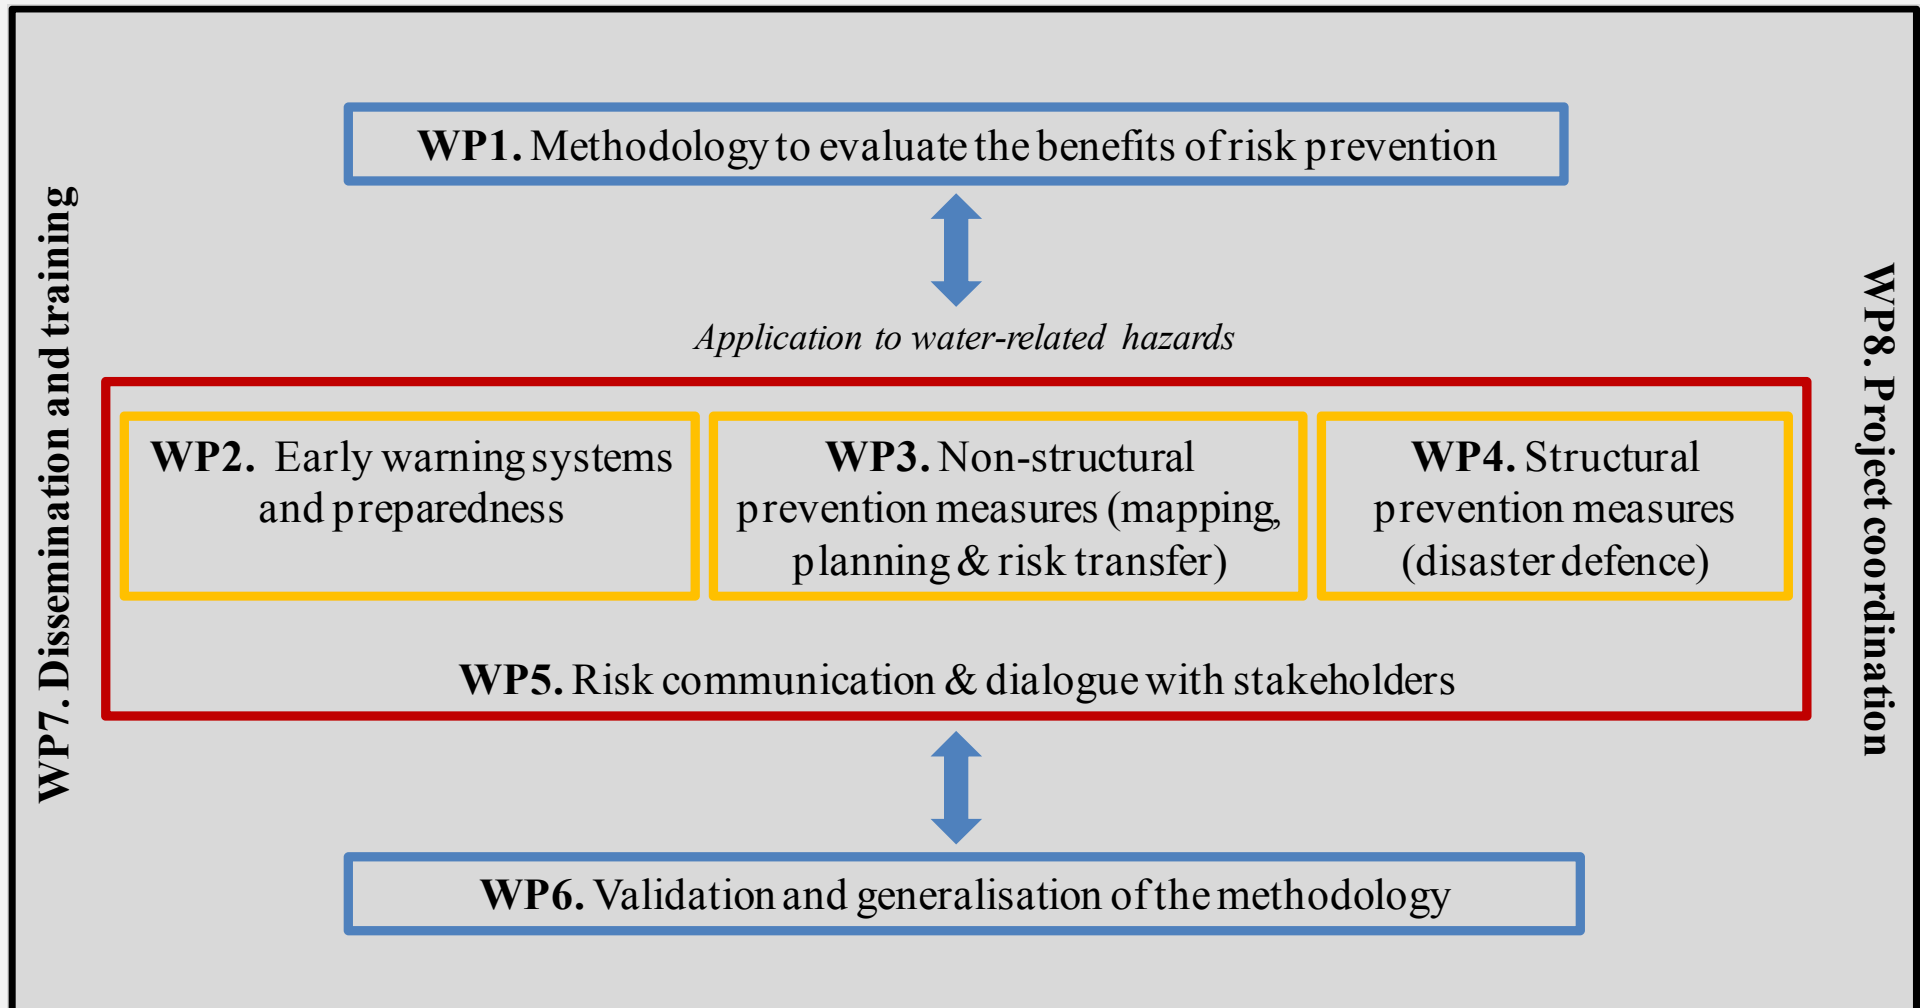 WP1. Methodology to evaluate the benefits of risk prevention
Application to water-related hazards
WP2. Early warning systems
and preparedness
WP3. Non-structural
prevention measures (mapping,
planning & risk transfer)
WP4. Structural
prevention measures
(disaster defence)
WP5. Risk communication & dialogue with stakeholders
WP6. Validation and generalisation of the methodology
WP7. Dissemination and training
WP8. Project coordination